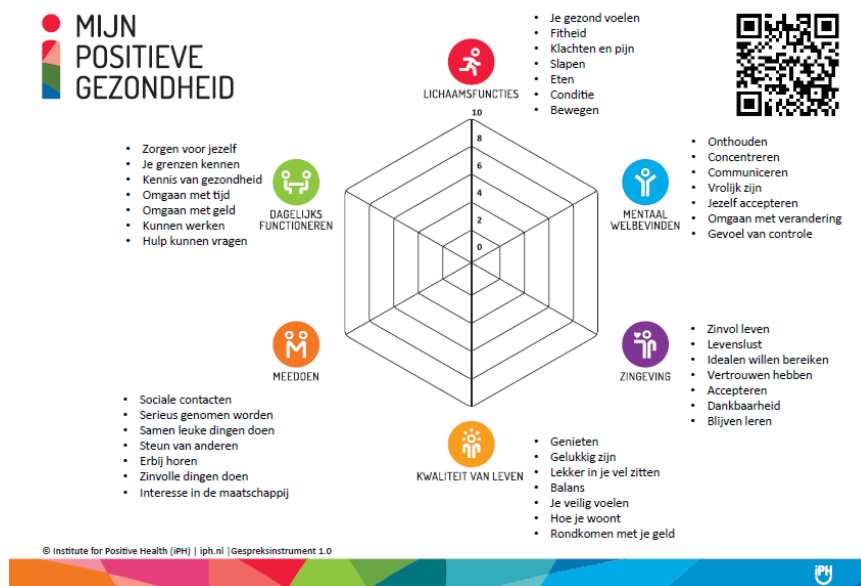 MIJN
POSITIEVE
GEZONDHEID
• Je gezond voelen
• Fitheid
• Klachten en pijn
• Slapen
• Eten
• Conditie
• Bewegen
LICHAAMSFUNCTIES
10
8
6
4
2
0
• Onthouden
• Concentreren
• Communiceren
• Vrolijk zijn
• Jezelf accepteren
• Omgaan met verandering
• Gevoel van controle
MENTAAL
WELBEVINDEN
• Zinvol leven
• Levenslust
• Idealen willen bereiken
• Vertrouwen hebben
• Accepteren
• Dankbaarheid
• Blijven leren
ZINGEVING
• Genieten
• Gelukkig zijn
• Lekker in je vel zitten
• Balans
• Je veilig voelen
• Hoe je woont
• Rondkomen met je geld
KWALITEIT VAN LEVEN
• Sociale contacten
• Serieus genomen worden
• Samen leuke dingen doen
• Steun van anderen
• Erbij horen
• Zinvolle dingen doen
• Interesse in de maatschappij
MEEDOEN
• Zorgen voor jezelf
• Je grenzen kennen
• Kennis van gezondheid
• Omgaan met tijd
• Omgaan met geld
• Kunnen werken
• Hulp kunnen vragen
DAGELIJKS
FUNCTIONEREN
© Institute for Positive Health (iPH) | iph.nl |Gespreksinstrument 1.0
iPH